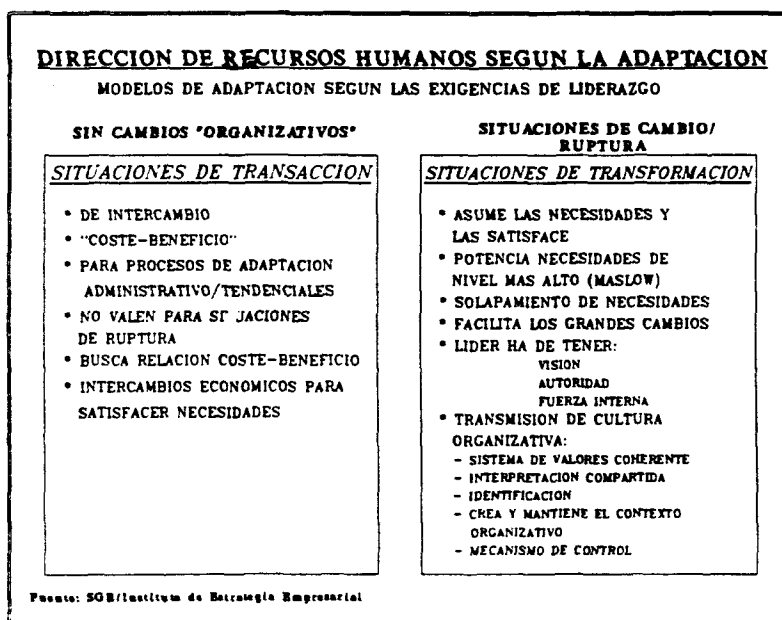 DIRECCION DE RECURSOS HUMANOS SEGUN LA ADAPTACION
MODELOS DE ADAPTACION SEGUN LAS EXIGENCIAS DE LIDERAZGO
SIN CAMBIOS "ORGANIZATIVOS"
SITUACIONES DE TRANSACCION
* DE INTERCAMBIO
* "COSTE-BENEFICIO"
* PARA PROCESOS DE ADAPTACION
ADMINISTRATIVO/TENDENCIALES
* NO VALEN PARA
DE RUPTURA
* BUSCA RELACION COSTE-BENEFICIO
* INTERCAMBIOS ECONOMICOS PARA
SATISFACER NECESIDADES
SITUACIONES DE CAMBIO/
RUPTURA
SITUACIONES DE TRANSFORMACION
* ASUME LAS NECESIDADES Y
LAS SATISFACE
* POTENCIA NECESIDADES DE
NIVEL MAS ALTO (MASLOW)
* SOLAPAMIENTO DE NECESIDADES
* FACILITA LOS GRANDES CAMBIOS
* LIDER HA DE TENER:
VISION
AUTORIDAD
FUERZA INTERNA
* TRANSMISION DE CULTURA
ORGANIZATIVA:
- SISTEMA DE VALORES COHERENTE
- INTERPRETACION COMPARTIDA
- IDENTIFICACION
- CREA Y MANTIENE EL CONTEXTO
ORGANIZATIVO
- MECANISMO DE CONTROL
Fuente: SGB/Instituto de Estrategia Empresarial